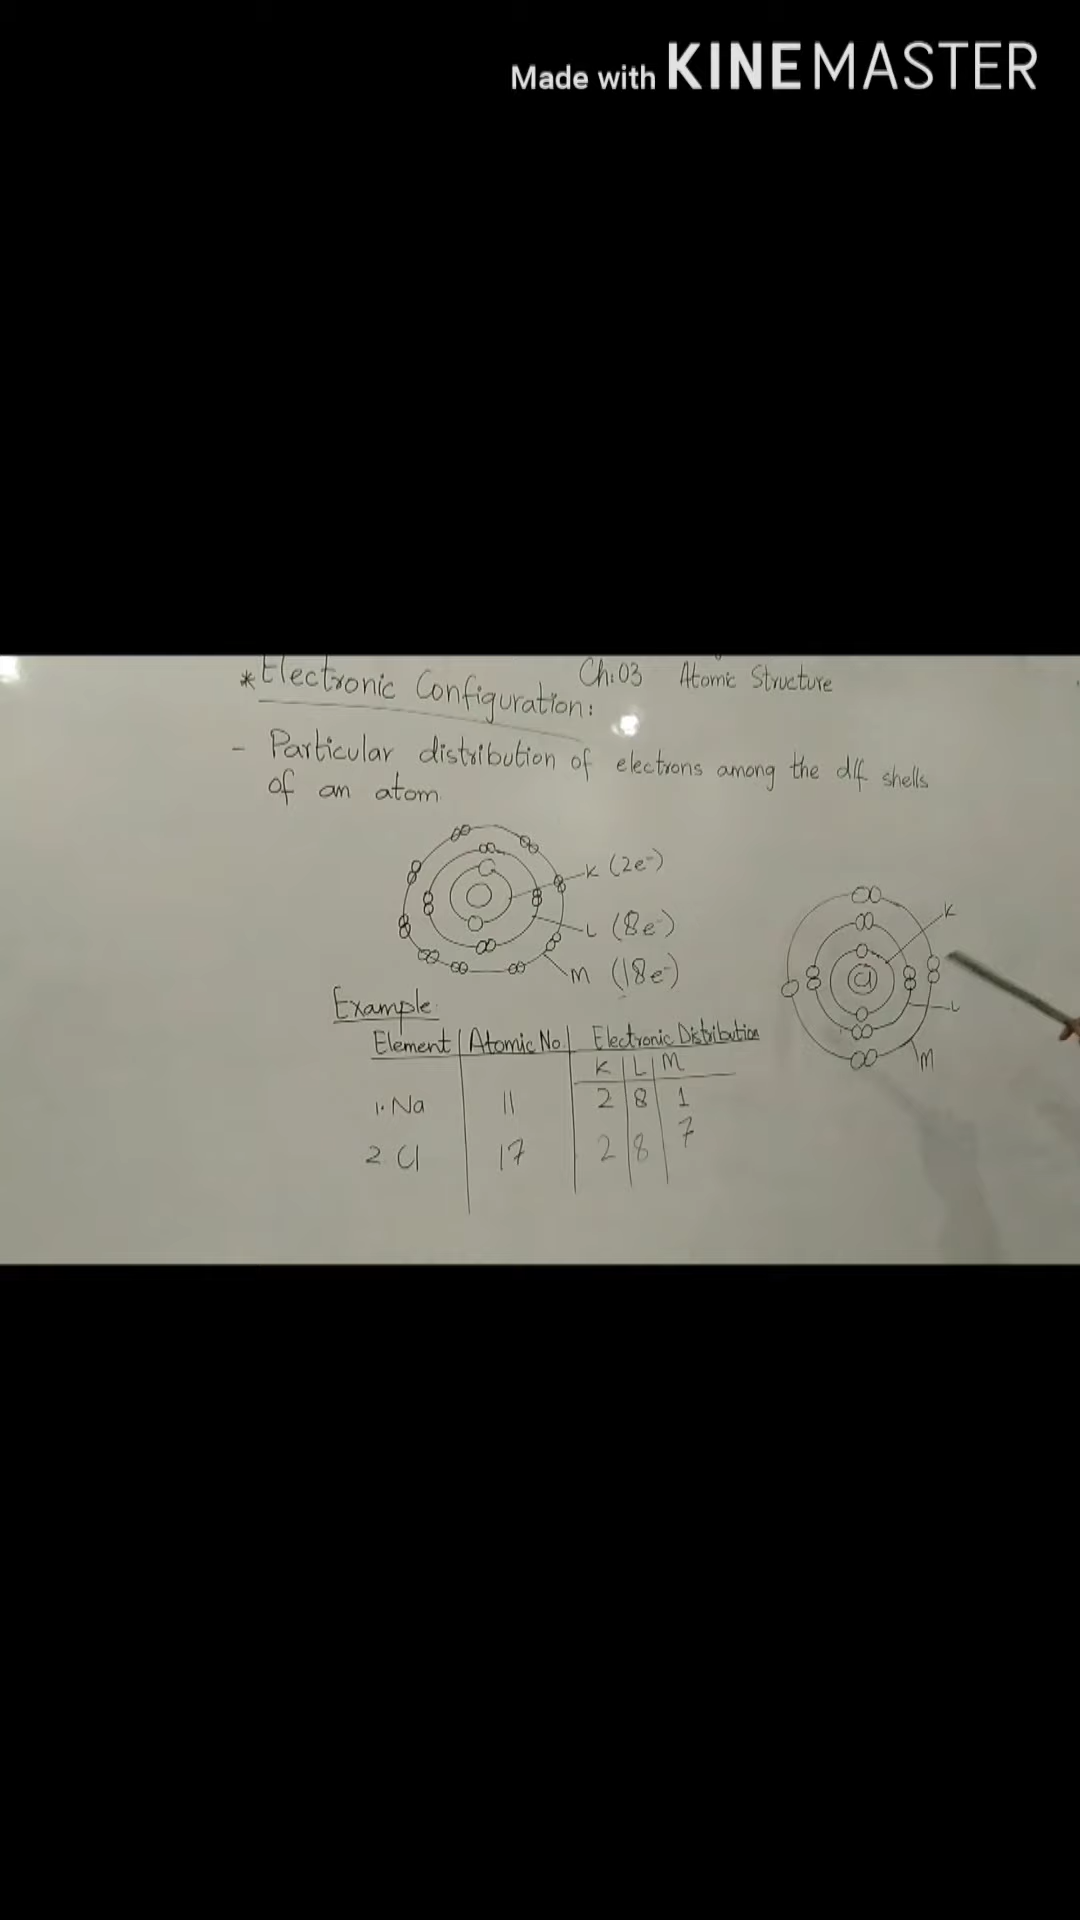 Made with KINEMASTER
Ch:03 Atomic Structure
* Electronic Configuration:
- Particular distribution of electrons among the dif shells
of an atom.
K (2e-)
L (8e-)
M (18e-)
Cl
K
L
M
Example:
Element Atomic No. Electronic Distribution
K L M
1. Na 11 2 8 1
2. Cl 17 2 8 7